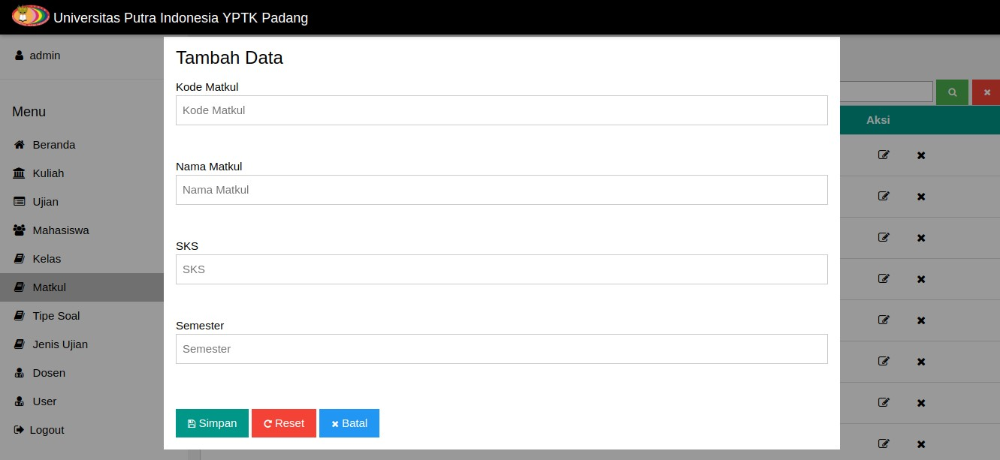 Universitas Putra Indonesia YPTK Padang
admin
Menu
Beranda
Kuliah
Ujian
Mahasiswa
Kelas
Matkul
Tipe Soal
Jenis Ujian
Dosen
User
Logout
Tambah Data
Kode Matkul
Kode Matkul
Nama Matkul
Nama Matkul
SKS
SKS
Semester
Semester
Simpan Reset Batal
Aksi